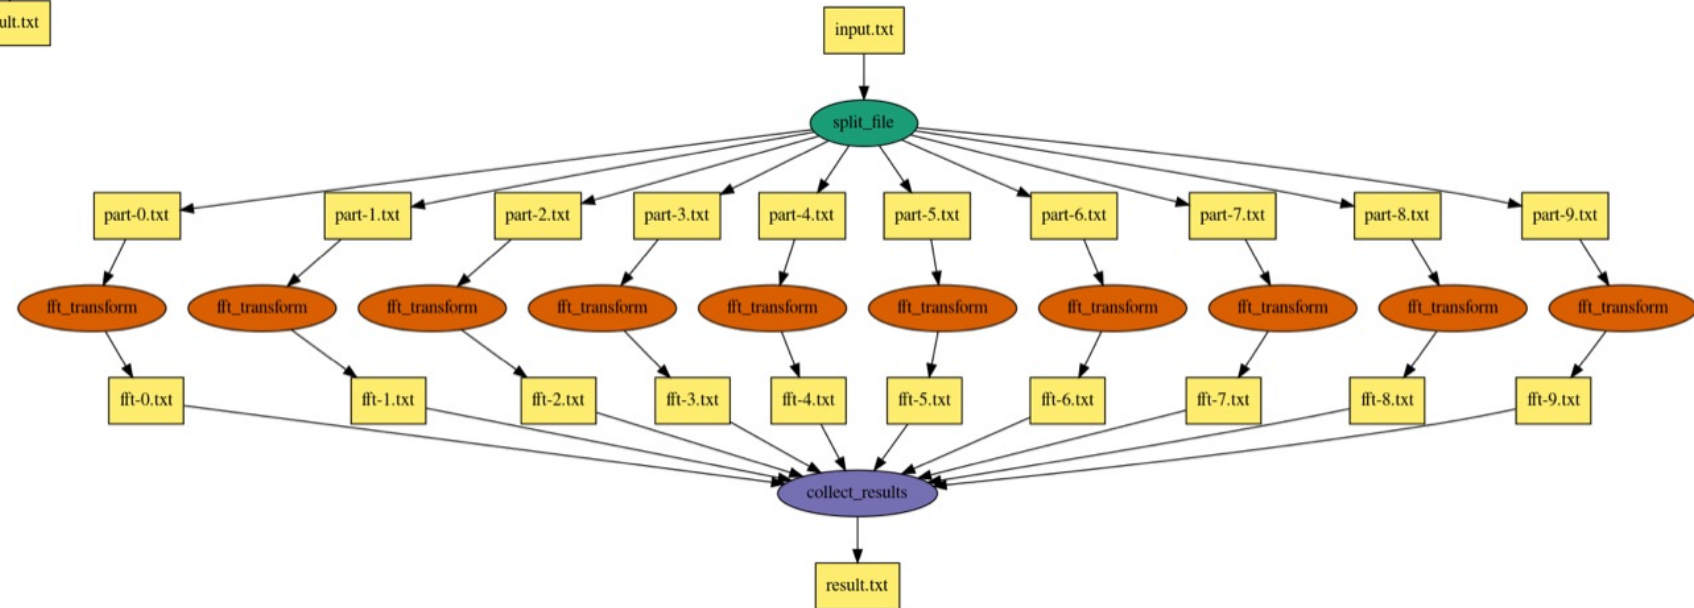 ult.txt
input.txt
split_file
part-0.txt part-1.txt part-2.txt part-3.txt part-4.txt part-5.txt part-6.txt part-7.txt part-8.txt part-9.txt
fft_transform fft_transform fft_transform fft_transform fft_transform fft_transform fft_transform fft_transform fft_transform fft_transform
fft-0.txt fft-1.txt fft-2.txt fft-3.txt fft-4.txt fft-5.txt fft-6.txt fft-7.txt fft-8.txt fft-9.txt
collect_results
result.txt